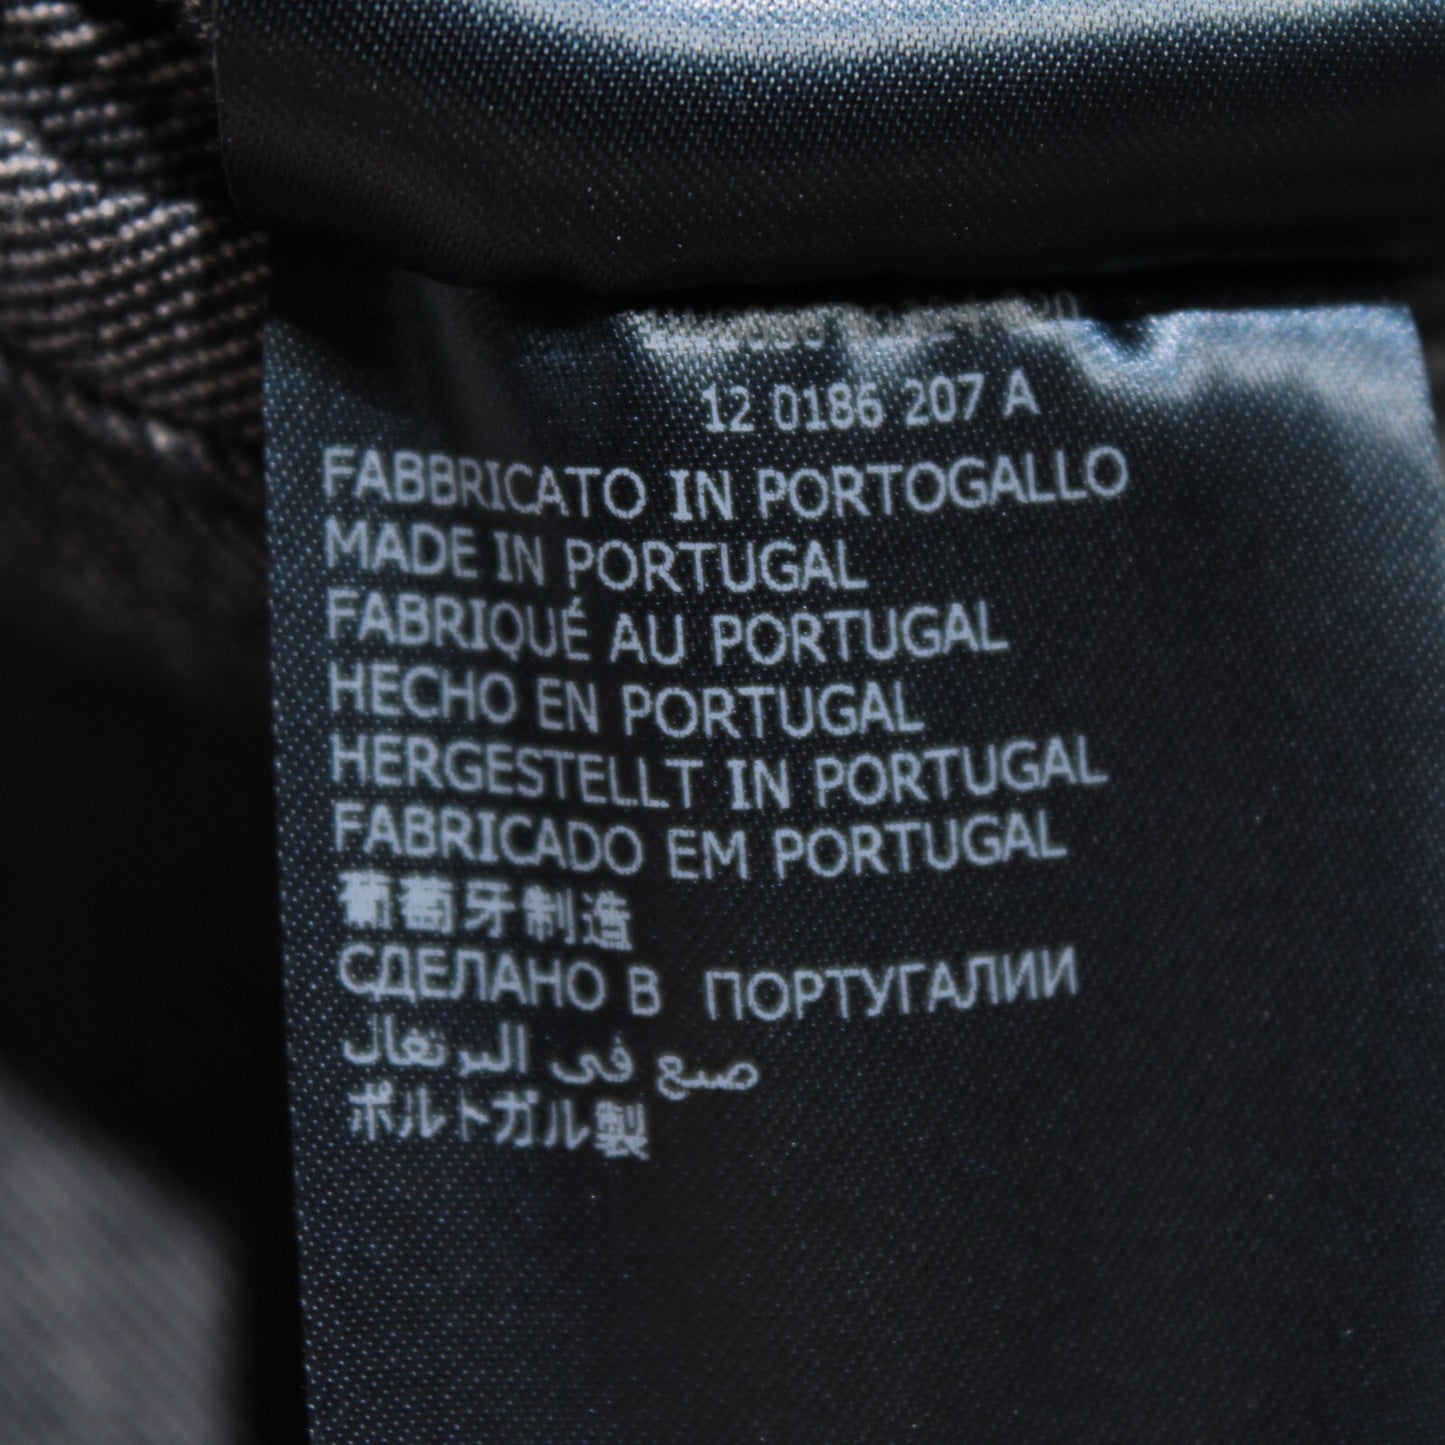 12 0186 207 A
FABBRICATO IN PORTOGALLO
MADE IN PORTUGAL
FABRIQUÉ AU PORTUGAL
HECHO EN PORTUGAL
HERGESTELLT IN PORTUGAL
FABRICADO EM PORTUGAL
葡萄牙制造
СДЕЛАНО В ПОРТУГАЛИИ
صنع في البرتغال
ポルトガル製